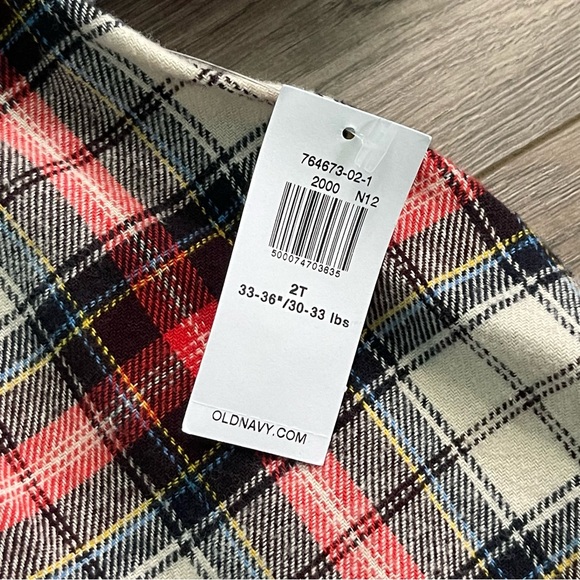 764673-02-1
2000 N12
500074703635
2T
33-36"/30-33 lbs
OLDNAVY.COM